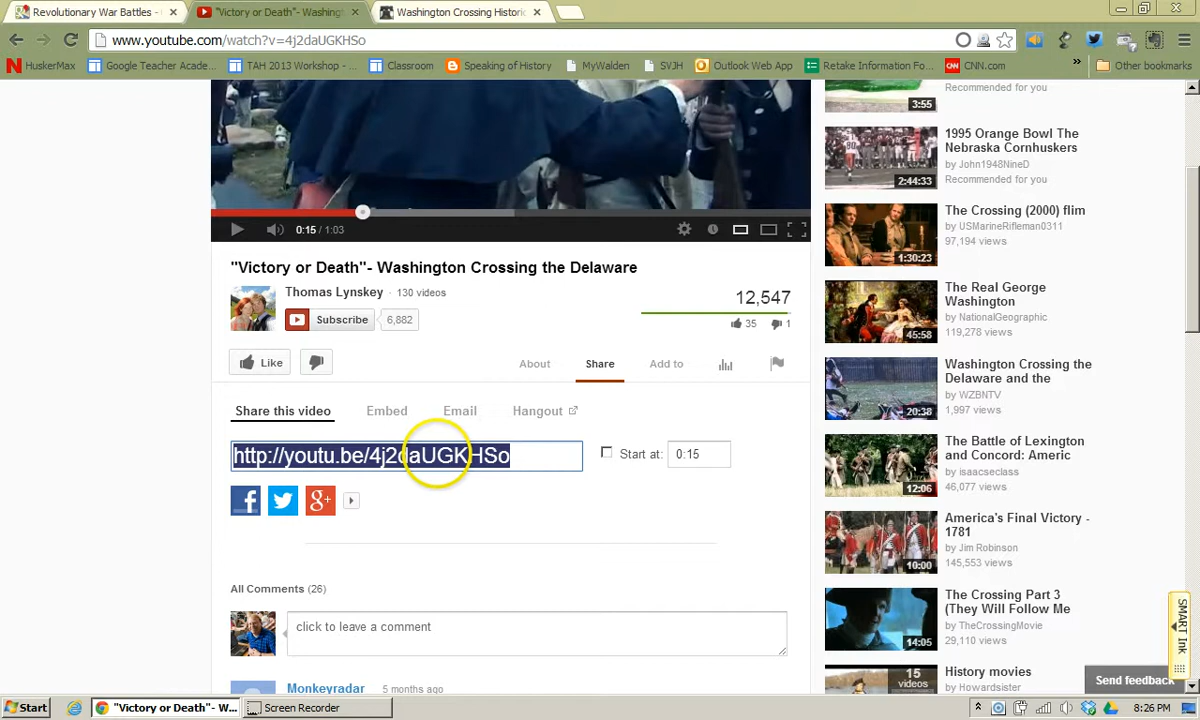 Revolutionary War Battles -
"Victory or Death"- Washing
Washington Crossing Historic
www.youtube.com/watch?v=4j2daUGKHSo
HuskerMax
Google Teacher Acade...
TAH 2013 Workshop - ...
Classroom
Speaking of History
MyWalden
SVJH
Outlook Web App
Retake Information Fo...
CNN.com
»
Other bookmarks
0:15 / 1:03
"Victory or Death"- Washington Crossing the Delaware
Thomas Lynskey · 130 videos
Subscribe 6,882
12,547
35 1
Like
About
Share
Add to
Share this video
Embed
Email
Hangout
http://youtu.be/4j2daUGKHSo
Start at: 0:15
All Comments (26)
click to leave a comment
Monkeyradar 5 months ago
3:55
Recommended for you
1995 Orange Bowl The
Nebraska Cornhuskers
by John1948NineD
Recommended for you
2:44:33
The Crossing (2000) flim
by USMarineRifleman0311
97,194 views
1:30:23
The Real George
Washington
by NationalGeographic
119,278 views
45:58
Washington Crossing the
Delaware and the
by WZBNTV
1,997 views
20:38
The Battle of Lexington
and Concord: Americ
by isaacseclass
46,077 views
12:06
America's Final Victory -
1781
by Jim Robinson
145,553 views
10:00
The Crossing Part 3
(They Will Follow Me
by TheCrossingMovie
29,110 views
14:05
History movies
by Howardsister
15
videos
Send feedback
SMART Ink
Start
"Victory or Death"- W...
Screen Recorder
8:26 PM